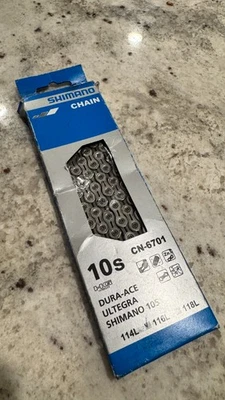 SHIMANO
CHAIN
10s
CN-6701
DURA-ACE
ULTEGRA
SHIMANO 105
114L 116L 118L